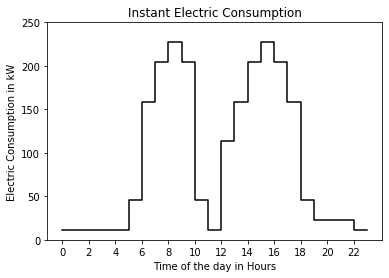 Instant Electric Consumption
Electric Consumption in kW
250
200
150
100
50
0
0 2 4 6 8 10 12 14 16 18 20 22
Time of the day in Hours